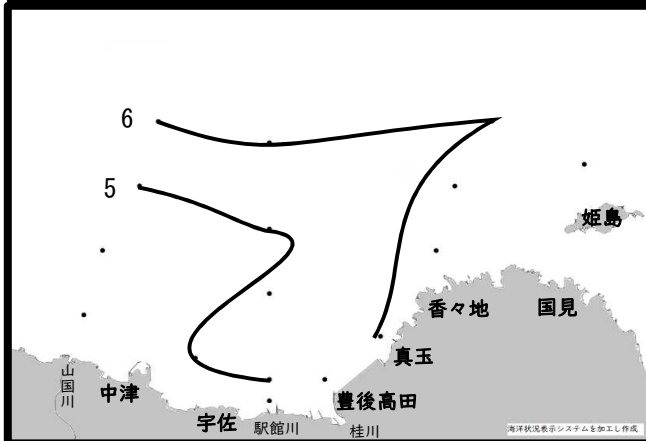 6
5
姫島
香々地
国見
真玉
山国川
中津
豊後高田
宇佐
駅館川
桂川
海洋状況表示システムを加工し作成